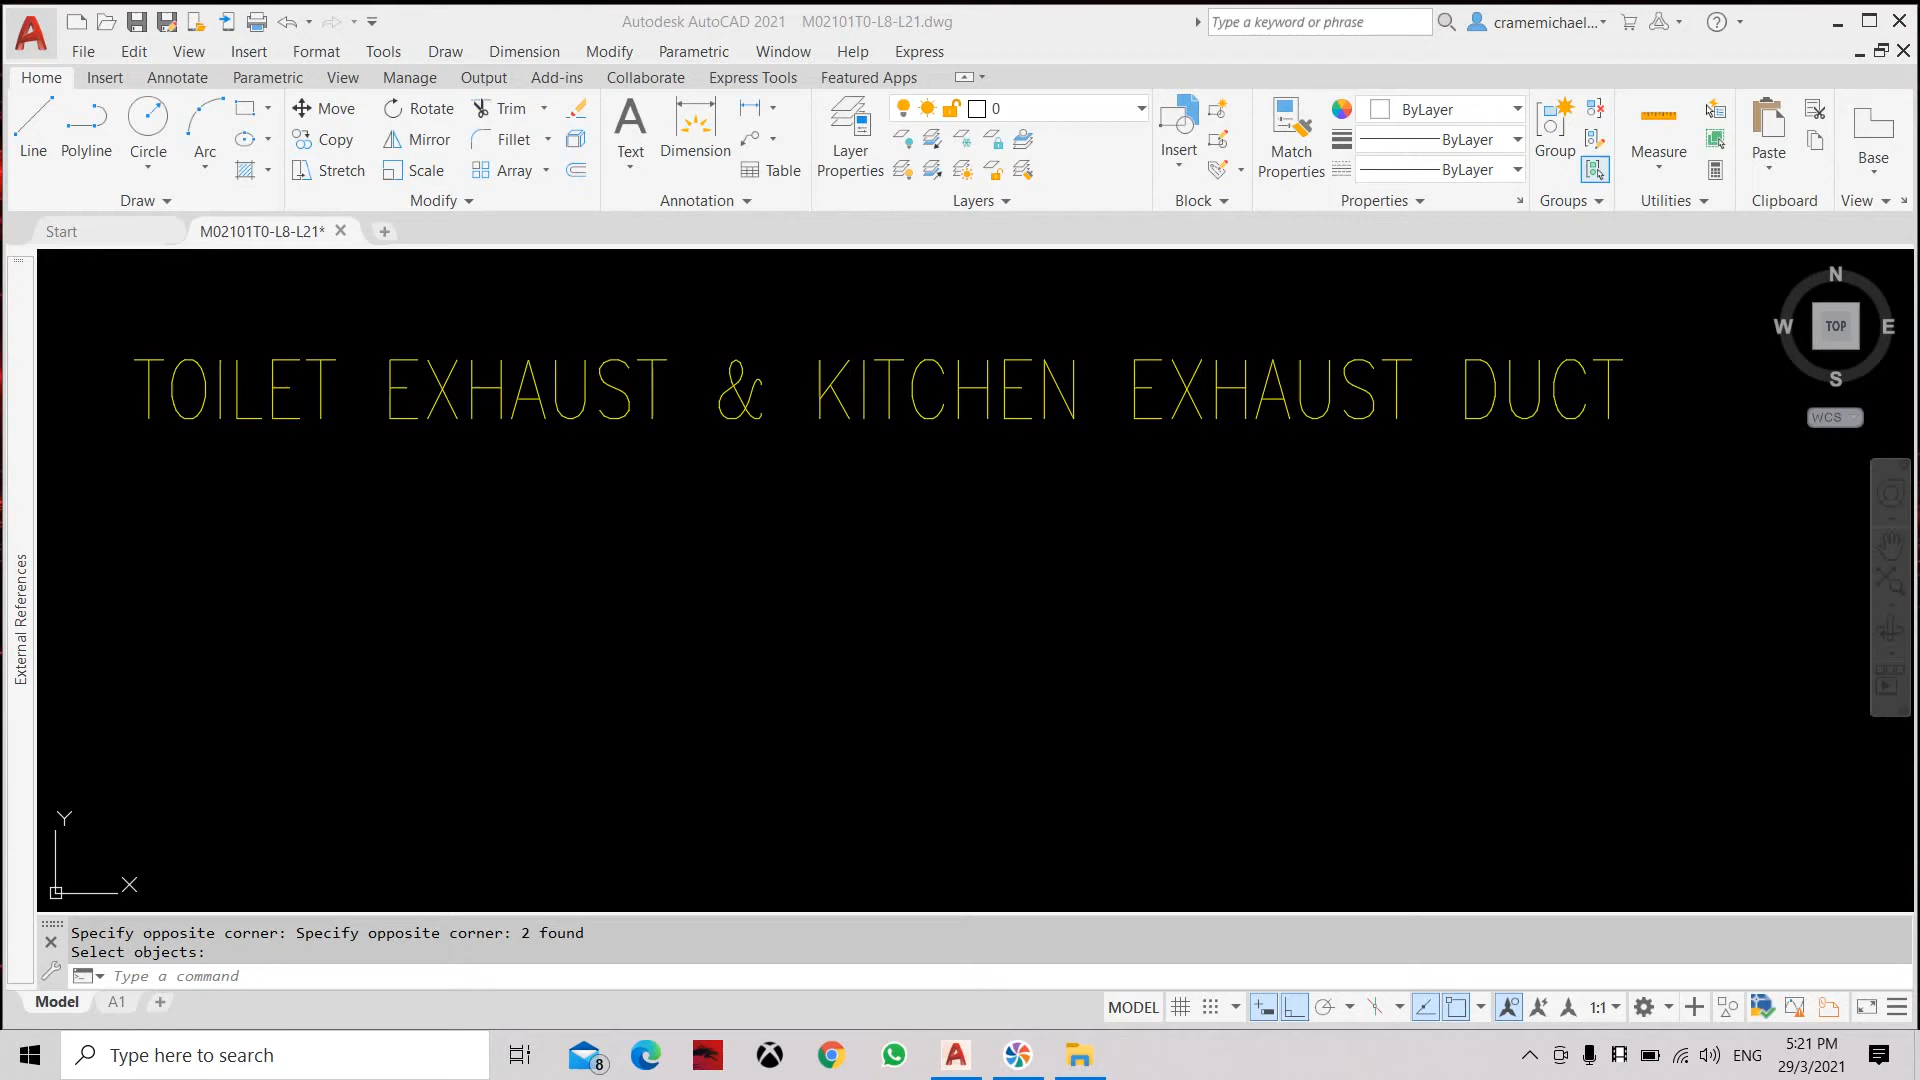 Autodesk AutoCAD 2021 M02101T0-L8-L21.dwg
Type a keyword or phrase
cramemichael...
File Edit View Insert Format Tools Draw Dimension Modify Parametric Window Help Express
Home Insert Annotate Parametric View Manage Output Add-ins Collaborate Express Tools Featured Apps
Line Polyline Circle Arc
Draw
Move Rotate Trim
Copy Mirror Fillet
Stretch Scale Array
Modify
Text Dimension Table
Annotation
Layer Properties
0
Layers
Insert
Block
Match Properties
ByLayer
ByLayer
ByLayer
Properties
Group
Groups
Measure
Utilities
Paste
Clipboard
Base
View
Start
M02101T0-L8-L21*
External References
TOILET EXHAUST & KITCHEN EXHAUST DUCT
N
W TOP E
S
WCS
Y
X
Specify opposite corner: Specify opposite corner: 2 found
Select objects:
Type a command
Model A1
MODEL 1:1
Type here to search
8
ENG
5:21 PM
29/3/2021